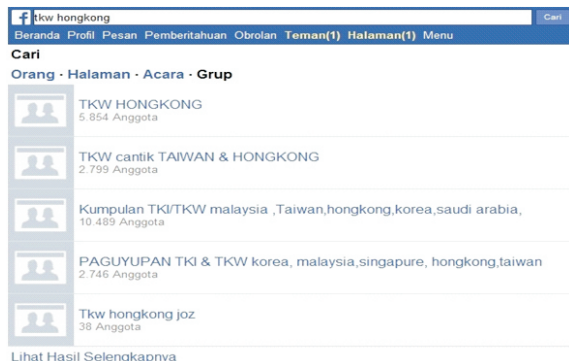 f tkw hongkong Cari
Beranda Profil Pesan Pemberitahuan Obrolan Teman(1) Halaman(1) Menu
Cari
Orang · Halaman · Acara · Grup
TKW HONGKONG
5.854 Anggota
TKW cantik TAIWAN & HONGKONG
2.799 Anggota
Kumpulan TKI/TKW malaysia ,Taiwan,hongkong,korea,saudi arabia,
10.489 Anggota
PAGUYUPAN TKI & TKW korea, malaysia,singapure, hongkong,taiwan
2.746 Anggota
Tkw hongkong joz
38 Anggota
Lihat Hasil Selengkapnya